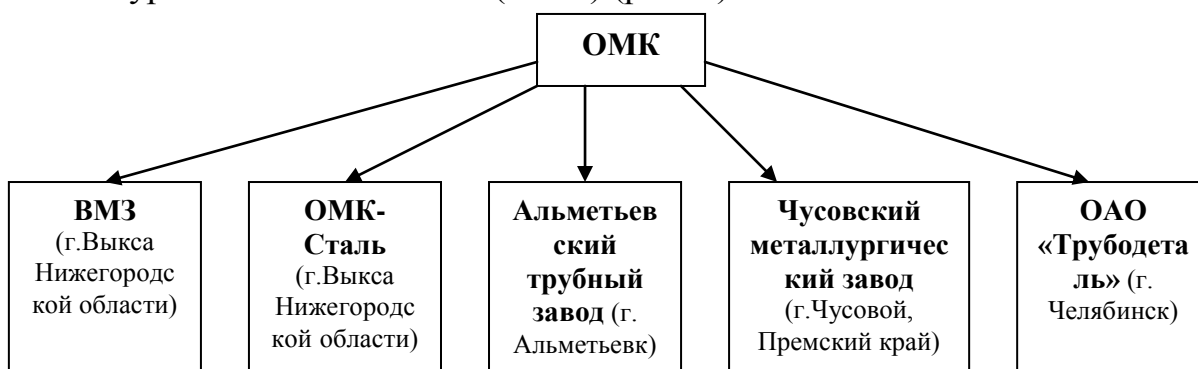 ОМК
ВМЗ
(г.Выкса
Нижегородс
кой области)
ОМК-
Сталь
(г.Выкса
Нижегородс
кой области)
Альметьев
ский
трубный
завод (г.
Альметьевк)
Чусовский
металлургичес
кий завод
(г.Чусовой,
Премский край)
ОАО
«Трубодета
ль» (г.
Челябинск)